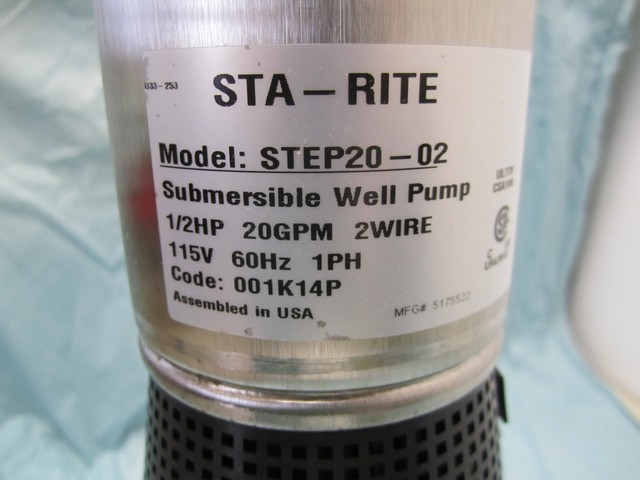 STA-RITE
Model: STEP20-02
Submersible Well Pump
1/2HP 20GPM 2WIRE
115V 60Hz 1PH
Code: 001K14P
Assembled in USA
MFG# 5175522